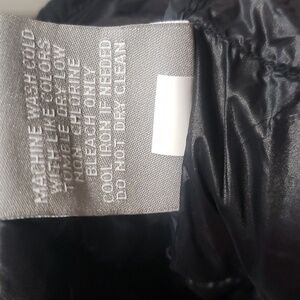 MACHINE WASH COLD
WITH LIKE COLORS
TUMBLE DRY LOW
NON CHLORINE
BLEACH ONLY
COOL IRON IF NEEDED
DO NOT DRY CLEAN